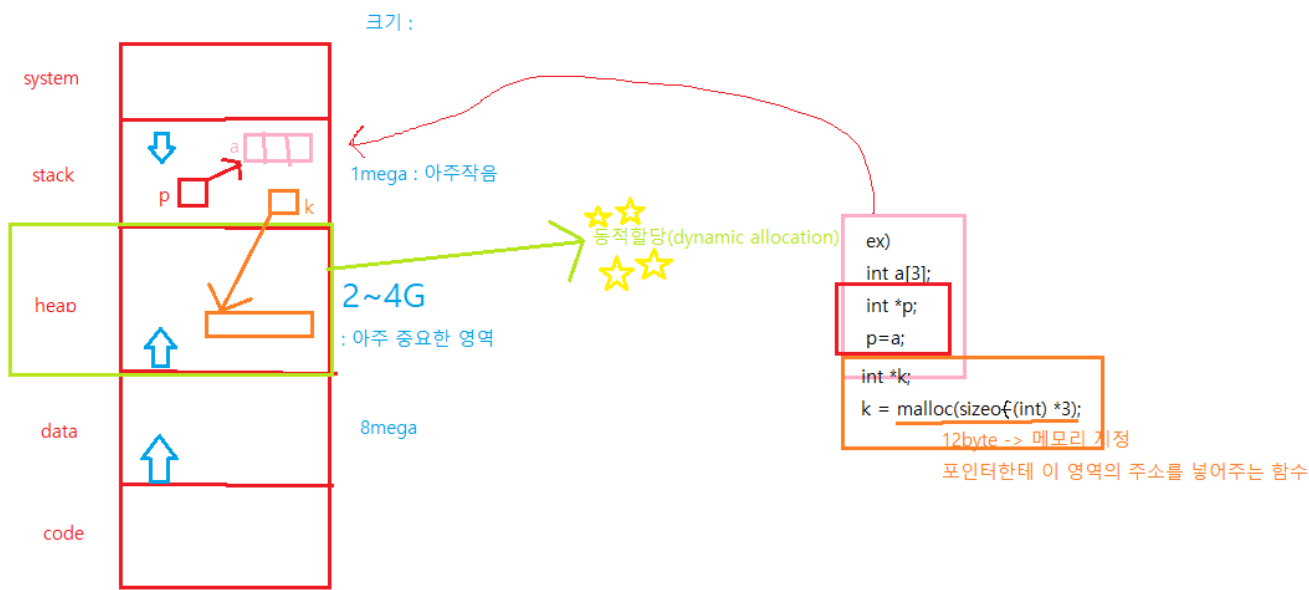 크기 :
system
stack
a
p
k
1mega : 아주작음
동적할당(dynamic allocation)
heap
2~4G
: 아주 중요한 영역
data
8mega
code
ex)
int a[3];
int *p;
p=a;
int *k;
k = malloc(sizeof(int) *3);
12byte -> 메모리 지정
포인터한테 이 영역의 주소를 넣어주는 함수